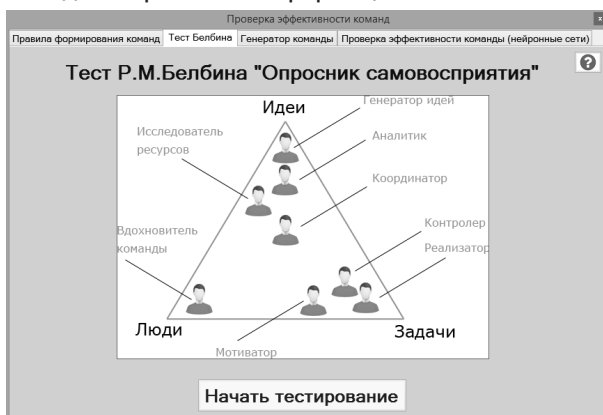 Проверка эффективности команд
x
Правила формирования команд Тест Белбина Генератор команды Проверка эффективности команды (нейронные сети)
Тест Р.М.Белбина "Опросник самовосприятия"
?
Идеи
Генератор идей
Исследователь
ресурсов
Аналитик
Координатор
Вдохновитель
команды
Контролер
Реализатор
Люди
Задачи
Мотиватор
Начать тестирование